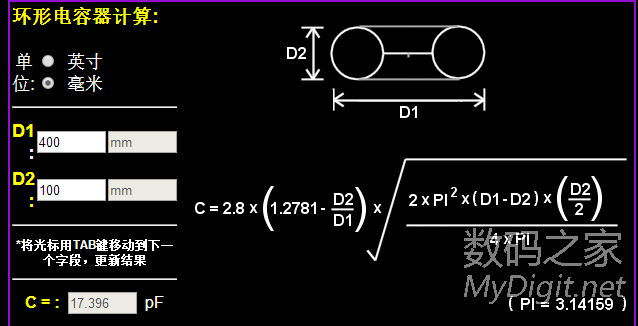 环形电容器计算:
单 英寸
位: 毫米
D1 : 400 mm
D2 : 100 mm
*将光标用TAB键移动到下一
个字段，更新结果
C = : 17.396 pF
D2
D1
C = 2.8 x (1.2781 - D2/D1) x √(2 x PI² x (D1 - D2) x (D2/2) / 4 x PI)
( PI = 3.14159 )
数码之家
MyDigit.net